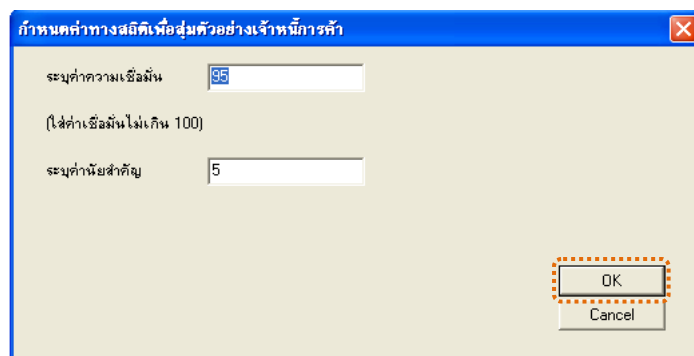 กำหนดค่าทางสถิติเพื่อสุ่มตัวอย่างเจ้าหนี้การค้า
ระบุค่าความเชื่อมั่น 95
(ใส่ค่าเชื่อมั่นไม่เกิน 100)
ระบุค่านัยสำคัญ 5
OK
Cancel